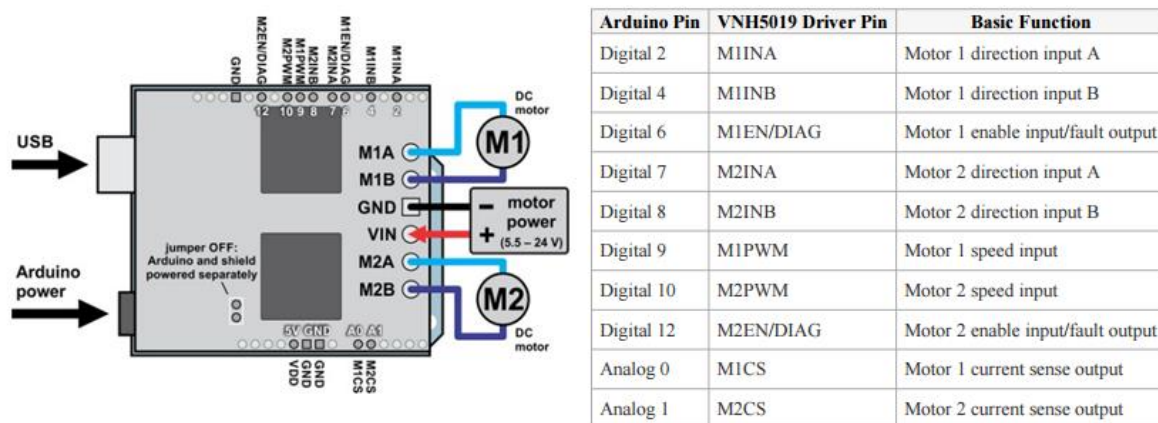 GND
M2EN/DIAG
M2PWM
M1PWM
M2INB
M2INA
M1EN/DIAG
M1INB
M1INA
12 10 9 8 7 6 4 2
USB
Arduino
power
jumper OFF:
Arduino and shield
powered separately
M1A
M1B
GND
VIN
M2A
M2B
DC
motor
M1
– motor
power
+ (5.5 – 24 V)
M2
DC
motor
5V GND A0 A1
VDD
GND
GND
M1CS
M2CS
Arduino Pin VNH5019 Driver Pin Basic Function
Digital 2 M1INA Motor 1 direction input A
Digital 4 M1INB Motor 1 direction input B
Digital 6 M1EN/DIAG Motor 1 enable input/fault output
Digital 7 M2INA Motor 2 direction input A
Digital 8 M2INB Motor 2 direction input B
Digital 9 M1PWM Motor 1 speed input
Digital 10 M2PWM Motor 2 speed input
Digital 12 M2EN/DIAG Motor 2 enable input/fault output
Analog 0 M1CS Motor 1 current sense output
Analog 1 M2CS Motor 2 current sense output